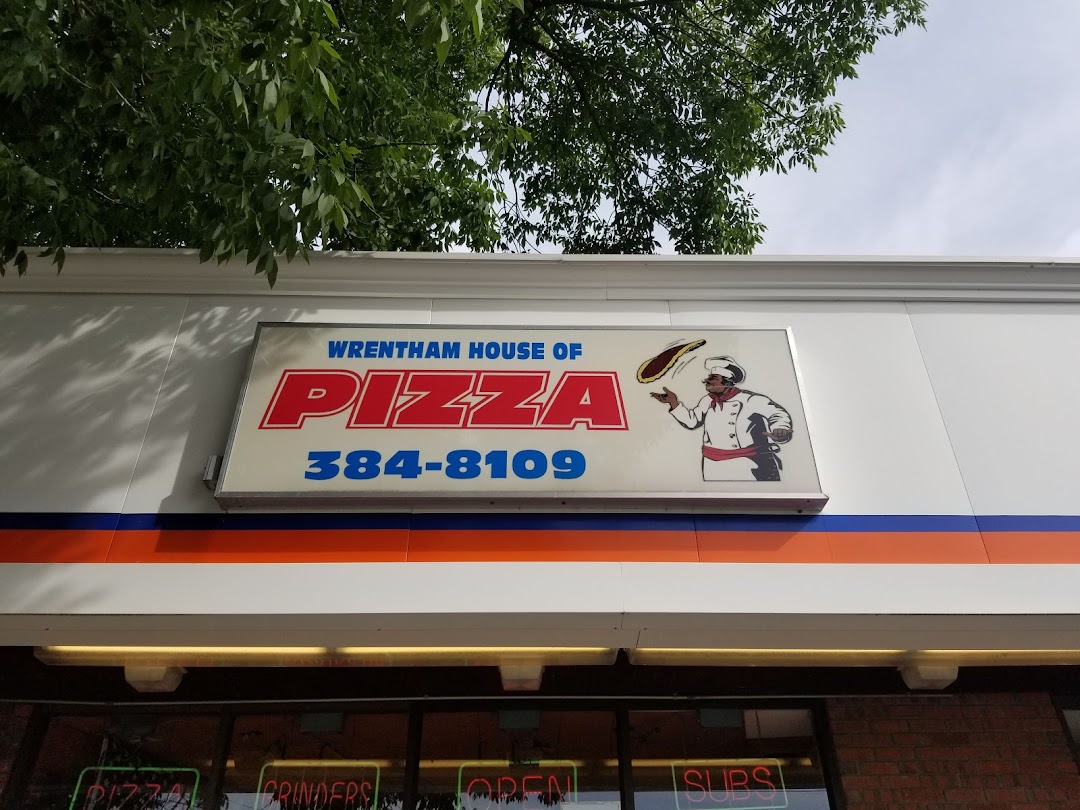 WRENTHAM HOUSE OF
PIZZA
384-8109
PIZZA GRINDERS OPEN SUBS